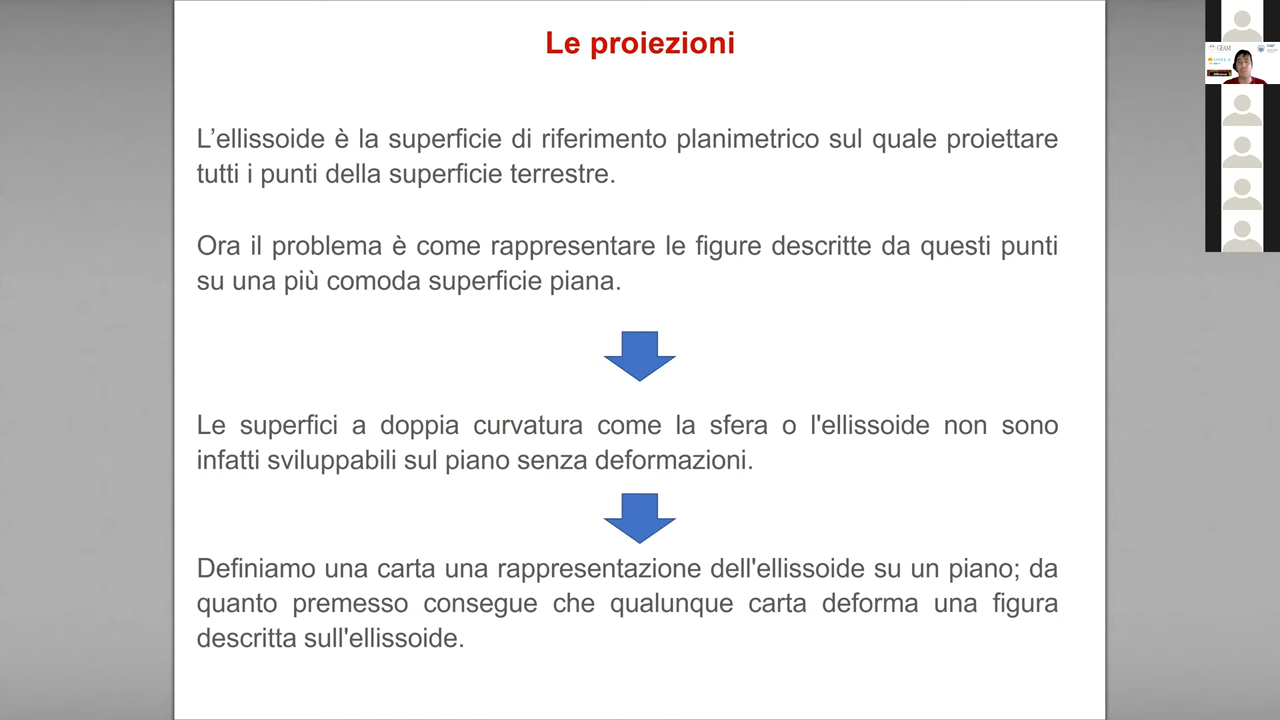 Le proiezioni
L’ellissoide è la superficie di riferimento planimetrico sul quale proiettare
tutti i punti della superficie terrestre.
Ora il problema è come rappresentare le figure descritte da questi punti
su una più comoda superficie piana.
Le superfici a doppia curvatura come la sfera o l'ellissoide non sono
infatti sviluppabili sul piano senza deformazioni.
Definiamo una carta una rappresentazione dell'ellissoide su un piano; da
quanto premesso consegue che qualunque carta deforma una figura
descritta sull'ellissoide.
GEAM